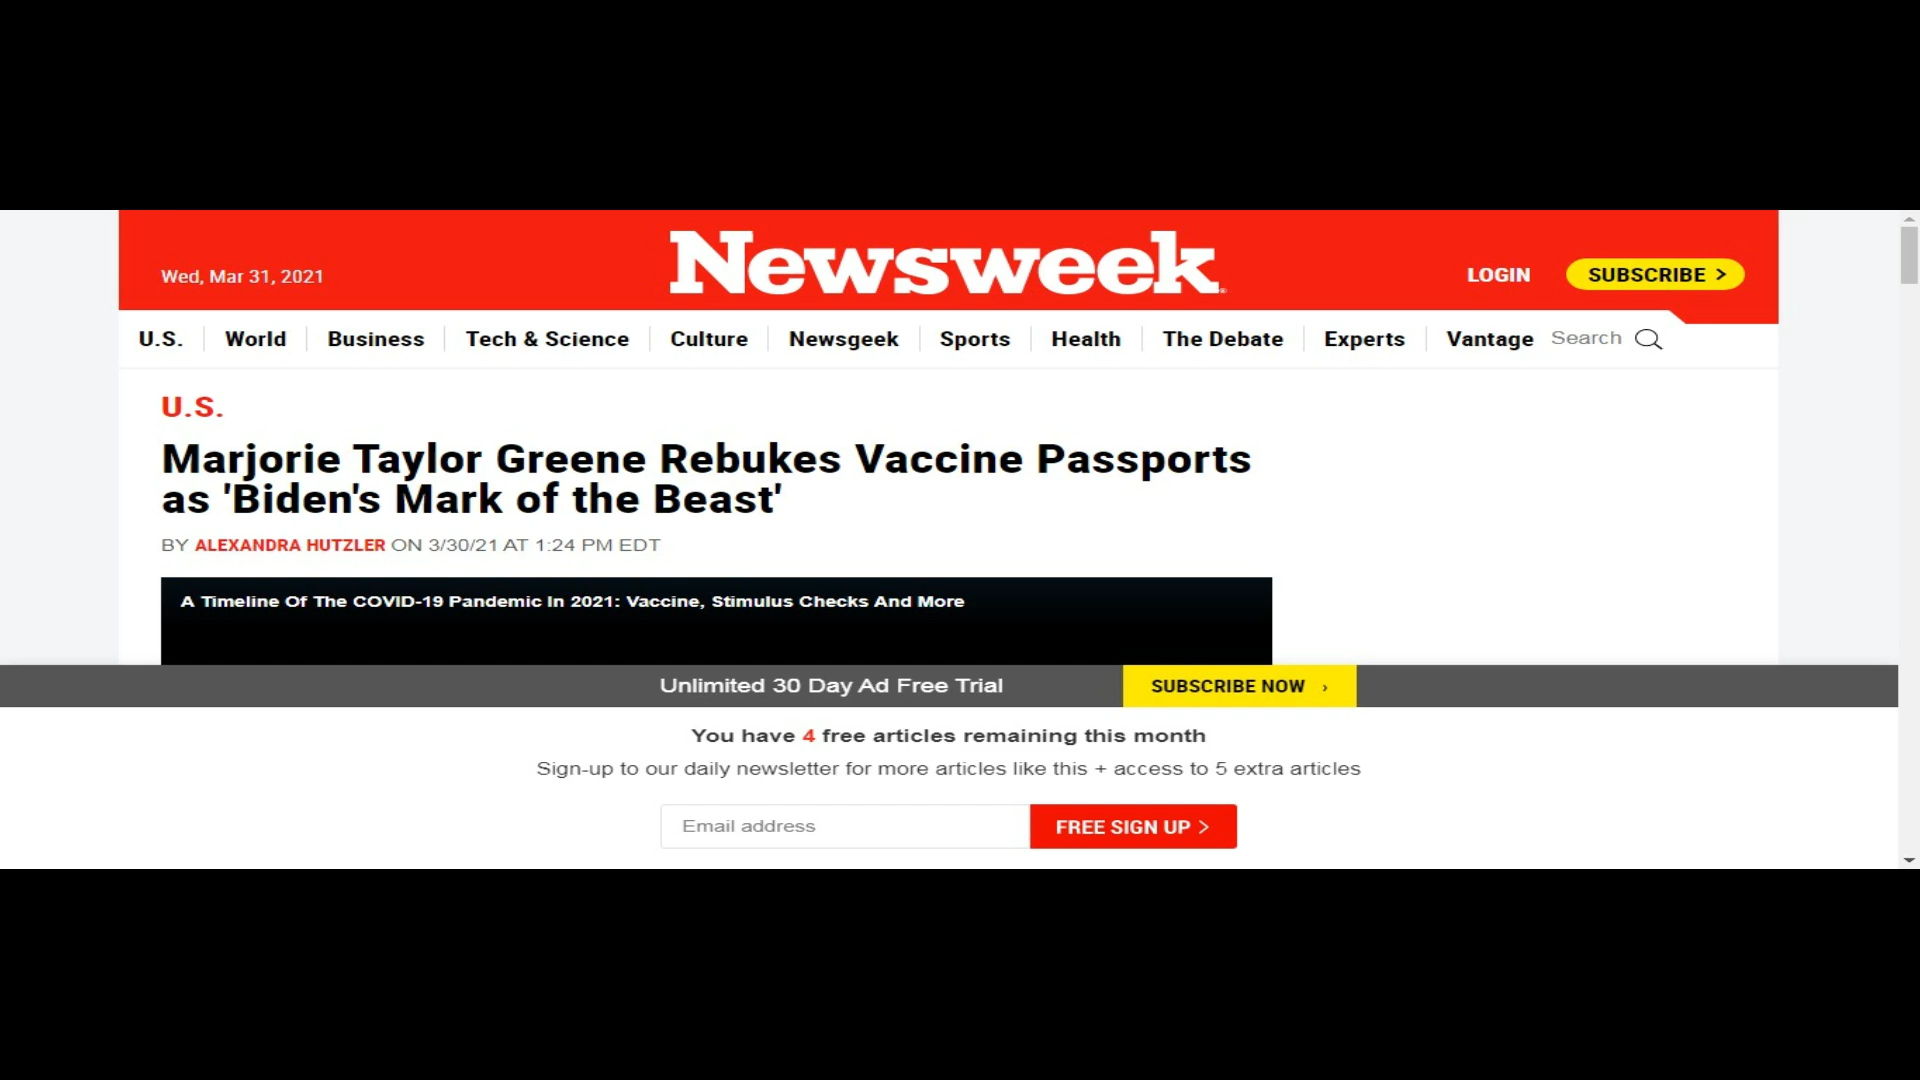 Newsweek
Wed, Mar 31, 2021
LOGIN
SUBSCRIBE >
U.S. World Business Tech & Science Culture Newsgeek Sports Health The Debate Experts Vantage Search
U.S.
Marjorie Taylor Greene Rebukes Vaccine Passports
as 'Biden's Mark of the Beast'
BY ALEXANDRA HUTZLER ON 3/30/21 AT 1:24 PM EDT
A Timeline Of The COVID-19 Pandemic In 2021: Vaccine, Stimulus Checks And More
Unlimited 30 Day Ad Free Trial
SUBSCRIBE NOW ›
You have 4 free articles remaining this month
Sign-up to our daily newsletter for more articles like this + access to 5 extra articles
Email address
FREE SIGN UP >